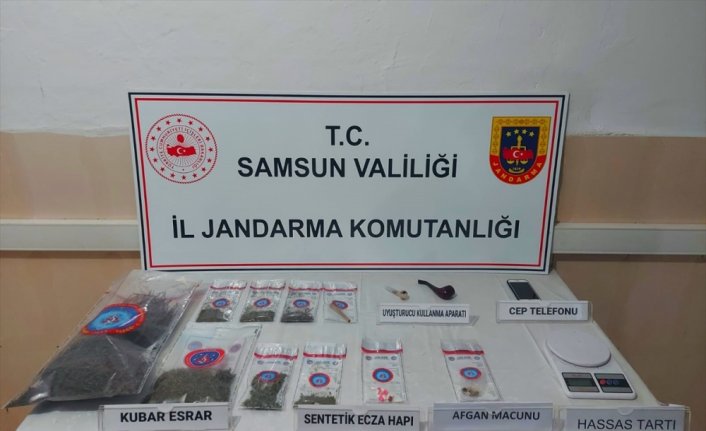 T.C.
SAMSUN VALİLİĞİ
İL JANDARMA KOMUTANLIĞI
JANDARMA
UYUŞTURUCU KULLANMA APARATI
CEP TELEFONU
KUBAR ESRAR
SENTETİK ECZA HAPI
AFGAN MACUNU
HASSAS TARTI